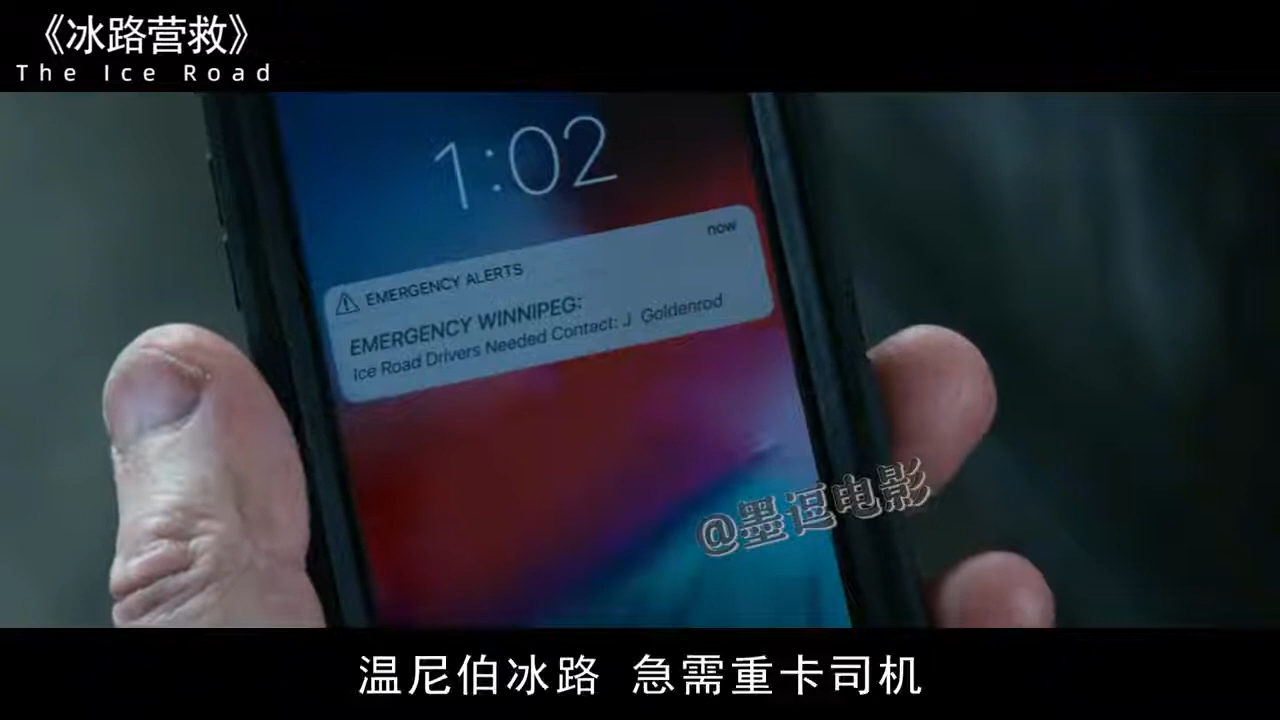 《冰路营救》
The Ice Road
1:02
now
EMERGENCY ALERTS
EMERGENCY WINNIPEG:
Ice Road Drivers Needed Contact: J Goldenrod
@墨逗电影
温尼伯冰路 急需重卡司机